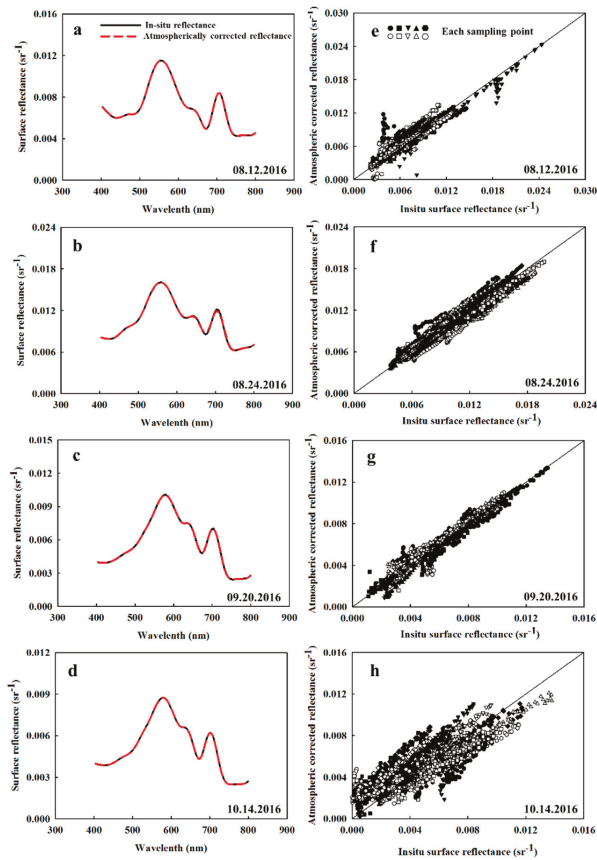 a
In-situ reflectance
Atmospherically corrected reflectance
Surface reflectance (sr-1)
0.016
0.012
0.008
0.004
0.000
300 400 500 600 700 800 900
Wavelenth (nm)
08.12.2016
e
Each sampling point
Atmospheric corrected reflectance (sr-1)
0.030
0.024
0.018
0.012
0.006
0.000
0.000 0.006 0.012 0.018 0.024 0.030
Insitu surface reflectance (sr-1)
08.12.2016
b
Surface reflectance (sr-1)
0.024
0.018
0.012
0.006
0.000
300 400 500 600 700 800 900
Wavelenth (nm)
08.24.2016
f
Atmospheric corrected reflectance (sr-1)
0.024
0.018
0.012
0.006
0.000
0.000 0.006 0.012 0.018 0.024
Insitu surface reflectance (sr-1)
08.24.2016
c
Surface reflectance (sr-1)
0.015
0.012
0.009
0.006
0.003
0.000
300 400 500 600 700 800 900
Wavelenth (nm)
09.20.2016
g
Atmospheric corrected reflectance (sr-1)
0.016
0.012
0.008
0.004
0.000
0.000 0.004 0.008 0.012 0.016
Insitu surface reflectance (sr-1)
09.20.2016
d
Surface reflectance (sr-1)
0.012
0.009
0.006
0.003
0.000
300 400 500 600 700 800 900
Wavelenth (nm)
10.14.2016
h
Atmospheric corrected reflectance (sr-1)
0.016
0.012
0.008
0.004
0.000
0.000 0.004 0.008 0.012 0.016
Insitu surface reflectance (sr-1)
10.14.2016